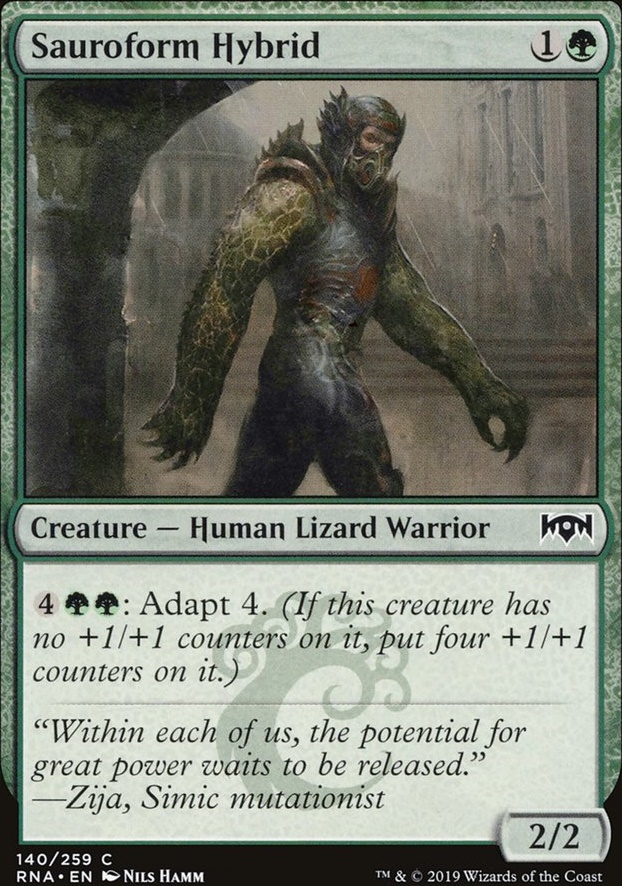 Sauroform Hybrid 1
Creature — Human Lizard Warrior
4: Adapt 4. (If this creature has
no +1/+1 counters on it, put four +1/+1
counters on it.)
“Within each of us, the potential for
great power waits to be released.”
—Zija, Simic mutationist
2/2
140/259 C
RNA • EN Nils Hamm
™ & © 2019 Wizards of the Coast